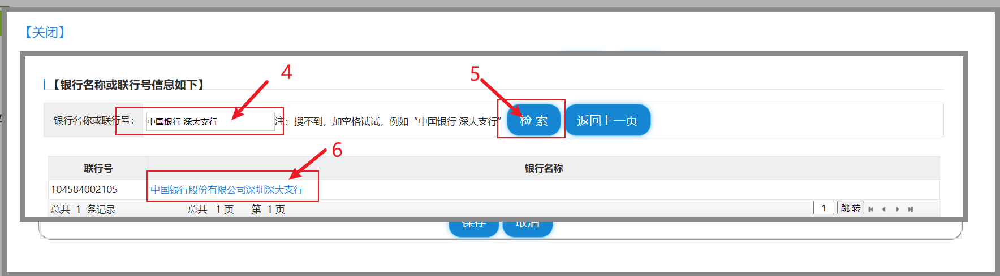 【关闭】
4
5
【银行名称或联行号信息如下】
银行名称或联行号： 中国银行 深大支行 注：搜不到，加空格试试，例如“中国银行 深大支行” 检 索 返回上一页
6
联行号 银行名称
104584002105 中国银行股份有限公司深圳深大支行
总共 1 条记录 总共 1 页 第 1 页 1 跳 转
保存 取消